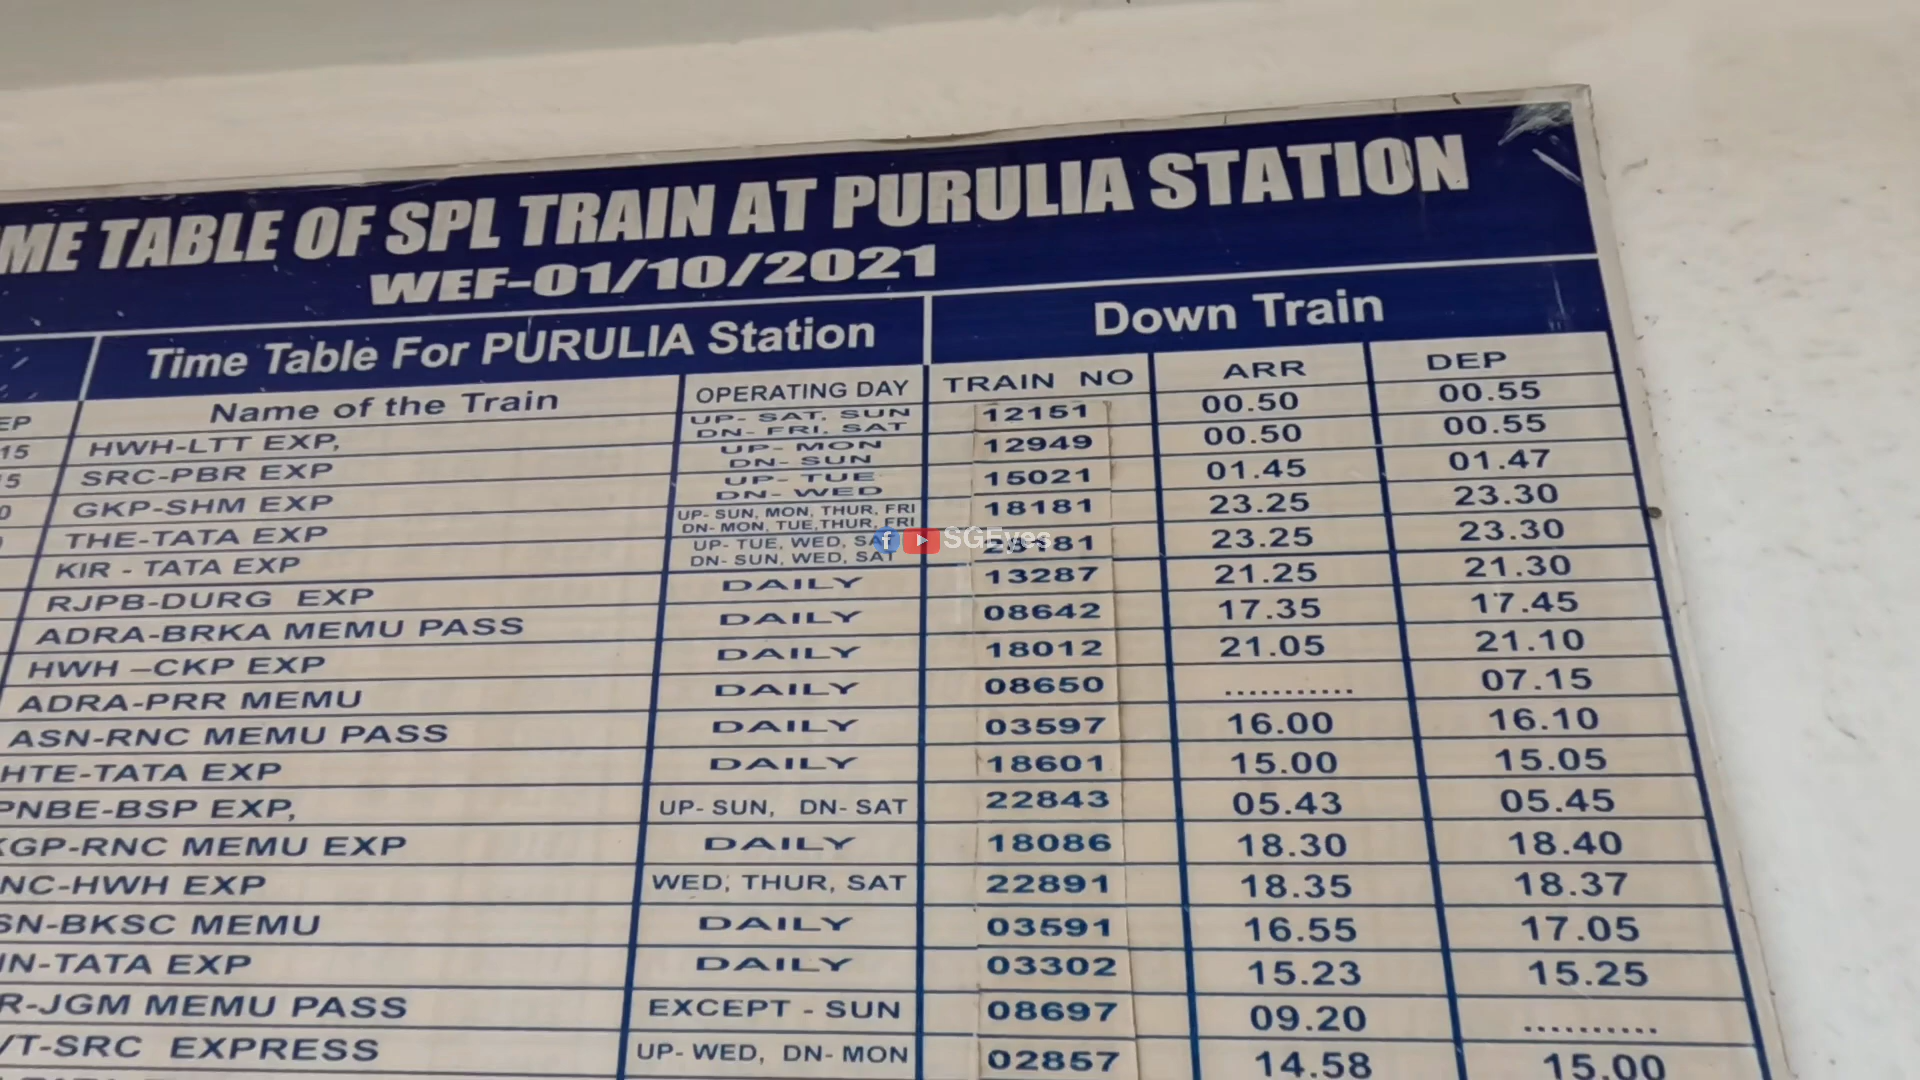 ME TABLE OF SPL TRAIN AT PURULIA STATION
WEF-01/10/2021
Time Table For PURULIA Station Down Train
EP Name of the Train OPERATING DAY TRAIN NO ARR DEP
15 HWH-LTT EXP, UP- SAT, SUN DN- FRI, SAT 12151 00.50 00.55
5 SRC-PBR EXP UP- MON DN- SUN 12949 00.50 00.55
0 GKP-SHM EXP UP- TUE DN- WED 15021 01.45 01.47
THE-TATA EXP UP- SUN, MON, THUR, FRI DN- MON, TUE,THUR, FRI 18181 23.25 23.30
KIR - TATA EXP UP- TUE, WED, SAT DN- SUN, WED, SAT 23.25 23.30
SGEyes
RJPB-DURG EXP DAILY 13287 21.25 21.30
ADRA-BRKA MEMU PASS DAILY 08642 17.35 17.45
HWH –CKP EXP DAILY 18012 21.05 21.10
ADRA-PRR MEMU DAILY 08650 ........... 07.15
ASN-RNC MEMU PASS DAILY 03597 16.00 16.10
HTE-TATA EXP DAILY 18601 15.00 15.05
PNBE-BSP EXP, UP- SUN, DN- SAT 22843 05.43 05.45
KGP-RNC MEMU EXP DAILY 18086 18.30 18.40
NC-HWH EXP WED, THUR, SAT 22891 18.35 18.37
SN-BKSC MEMU DAILY 03591 16.55 17.05
N-TATA EXP DAILY 03302 15.23 15.25
R-JGM MEMU PASS EXCEPT - SUN 08697 09.20 ...........
VT-SRC EXPRESS UP- WED, DN- MON 02857 14.58 15.00